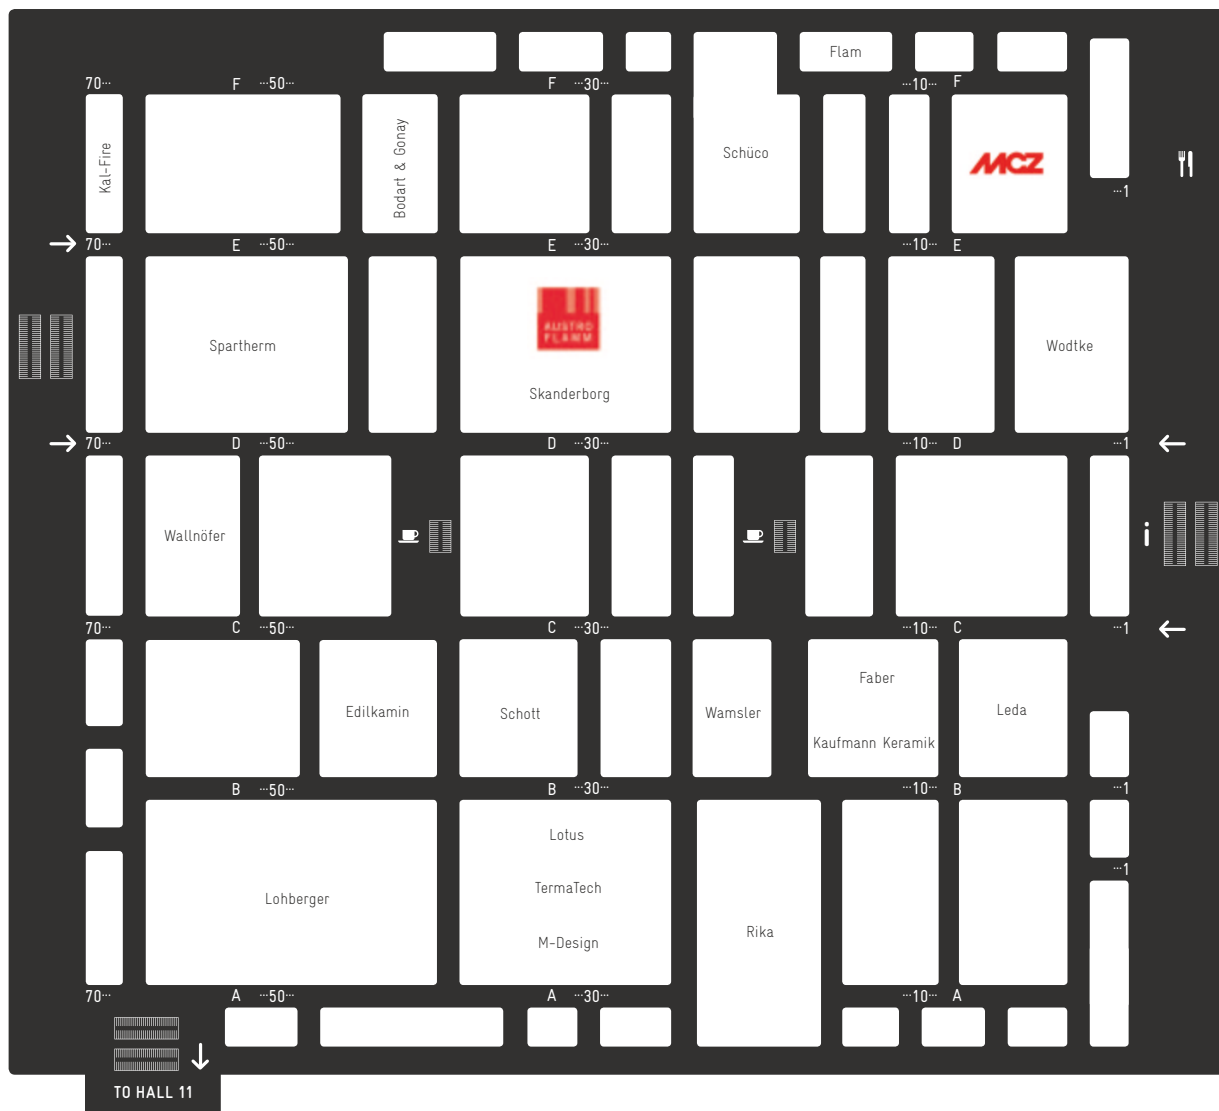 Flam
70··· F ···50··· F ···30··· ···10··· F
Kal-Fire
Bodart & Gonay
Schüco
MCZ
···1
70··· E ···50··· E ···30··· ···10··· E
AUSTRO
FLAMM
Spartherm
Wodtke
Skanderborg
70··· D ···50··· D ···30··· ···10··· D ···1
Wallnöfer
i
70··· C ···50··· C ···30··· ···10··· C ···1
Faber
Edilkamin
Schott
Wamsler
Leda
Kaufmann Keramik
B ···50··· B ···30··· ···10··· B ···1
Lotus
···1
TermaTech
Lohberger
Rika
M-Design
70··· A ···50··· A ···30··· ···10··· A
TO HALL 11